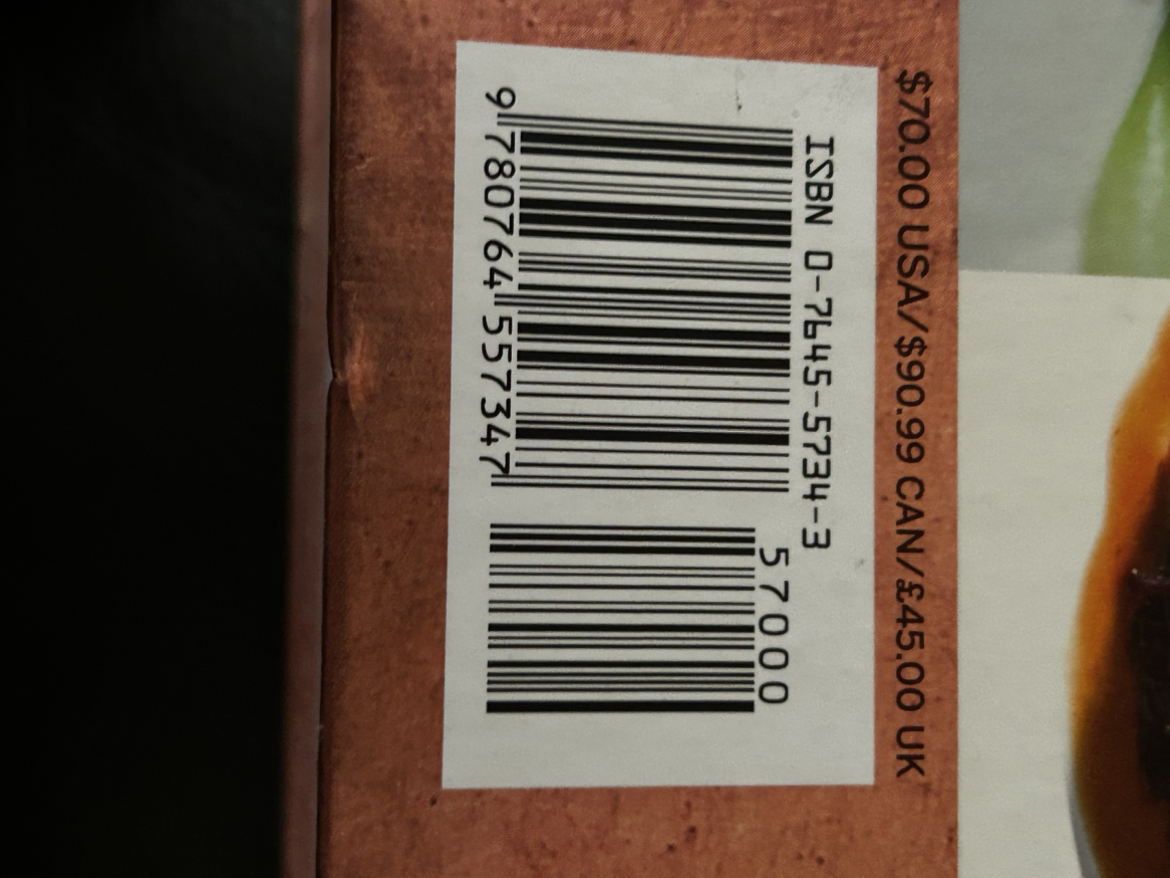 $70.00 USA/$90.99 CAN/£45.00 UK
ISBN 0-7645-5734-3
57000
9 780764 557347